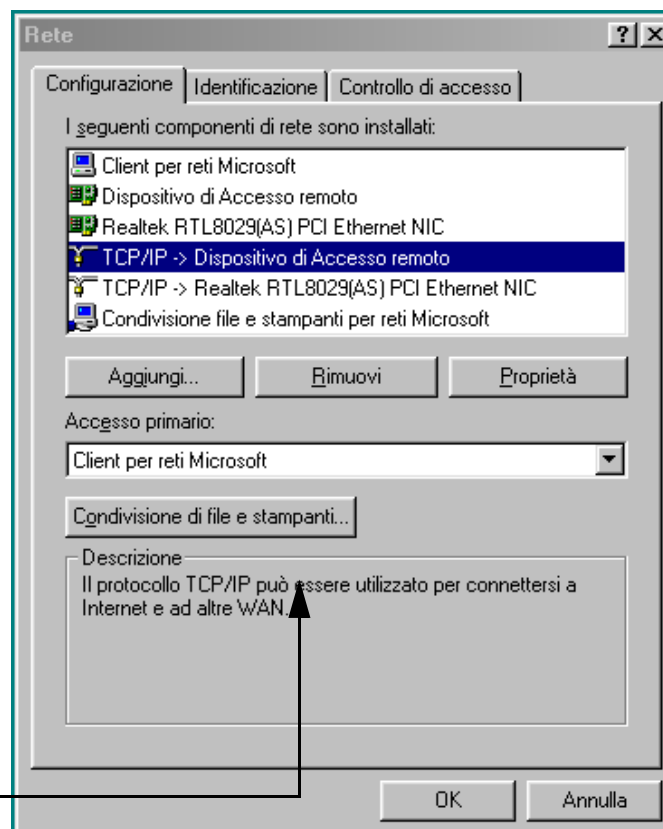 Rete
Configurazione Identificazione Controllo di accesso
I seguenti componenti di rete sono installati:
Client per reti Microsoft
Dispositivo di Accesso remoto
Realtek RTL8029(AS) PCI Ethernet NIC
TCP/IP -> Dispositivo di Accesso remoto
TCP/IP -> Realtek RTL8029(AS) PCI Ethernet NIC
Condivisione file e stampanti per reti Microsoft
Aggiungi... Rimuovi Proprietà
Accesso primario:
Client per reti Microsoft
Condivisione di file e stampanti...
Descrizione
Il protocollo TCP/IP può essere utilizzato per connettersi a
Internet e ad altre WAN.
OK Annulla